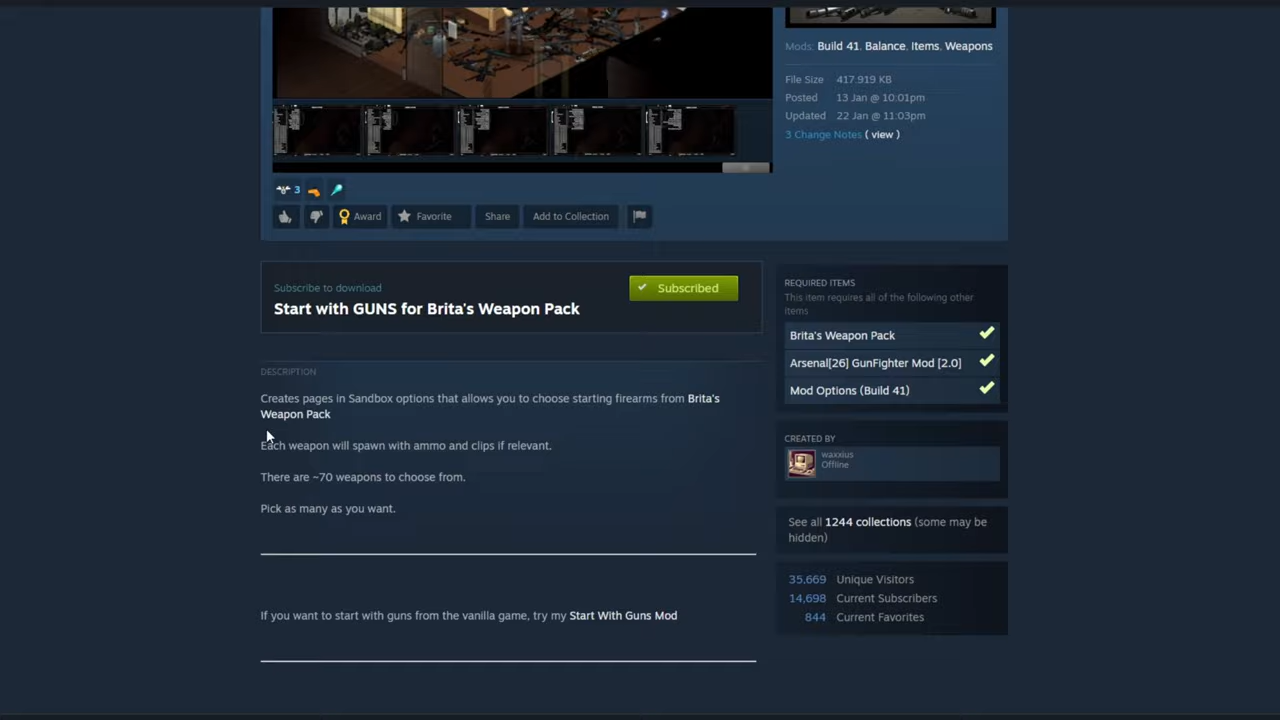 Mods: Build 41, Balance, Items, Weapons
File Size 417.919 KB
Posted 13 Jan @ 10:01pm
Updated 22 Jan @ 11:03pm
3 Change Notes ( view )
3
Award
Favorite
Share
Add to Collection
Subscribe to download
Start with GUNS for Brita's Weapon Pack
Subscribed
DESCRIPTION
Creates pages in Sandbox options that allows you to choose starting firearms from Brita's
Weapon Pack
Each weapon will spawn with ammo and clips if relevant.
There are ~70 weapons to choose from.
Pick as many as you want.
If you want to start with guns from the vanilla game, try my Start With Guns Mod
REQUIRED ITEMS
This item requires all of the following other
items
Brita's Weapon Pack
Arsenal[26] GunFighter Mod [2.0]
Mod Options (Build 41)
CREATED BY
waxxius
Offline
See all 1244 collections (some may be
hidden)
35,669 Unique Visitors
14,698 Current Subscribers
844 Current Favorites